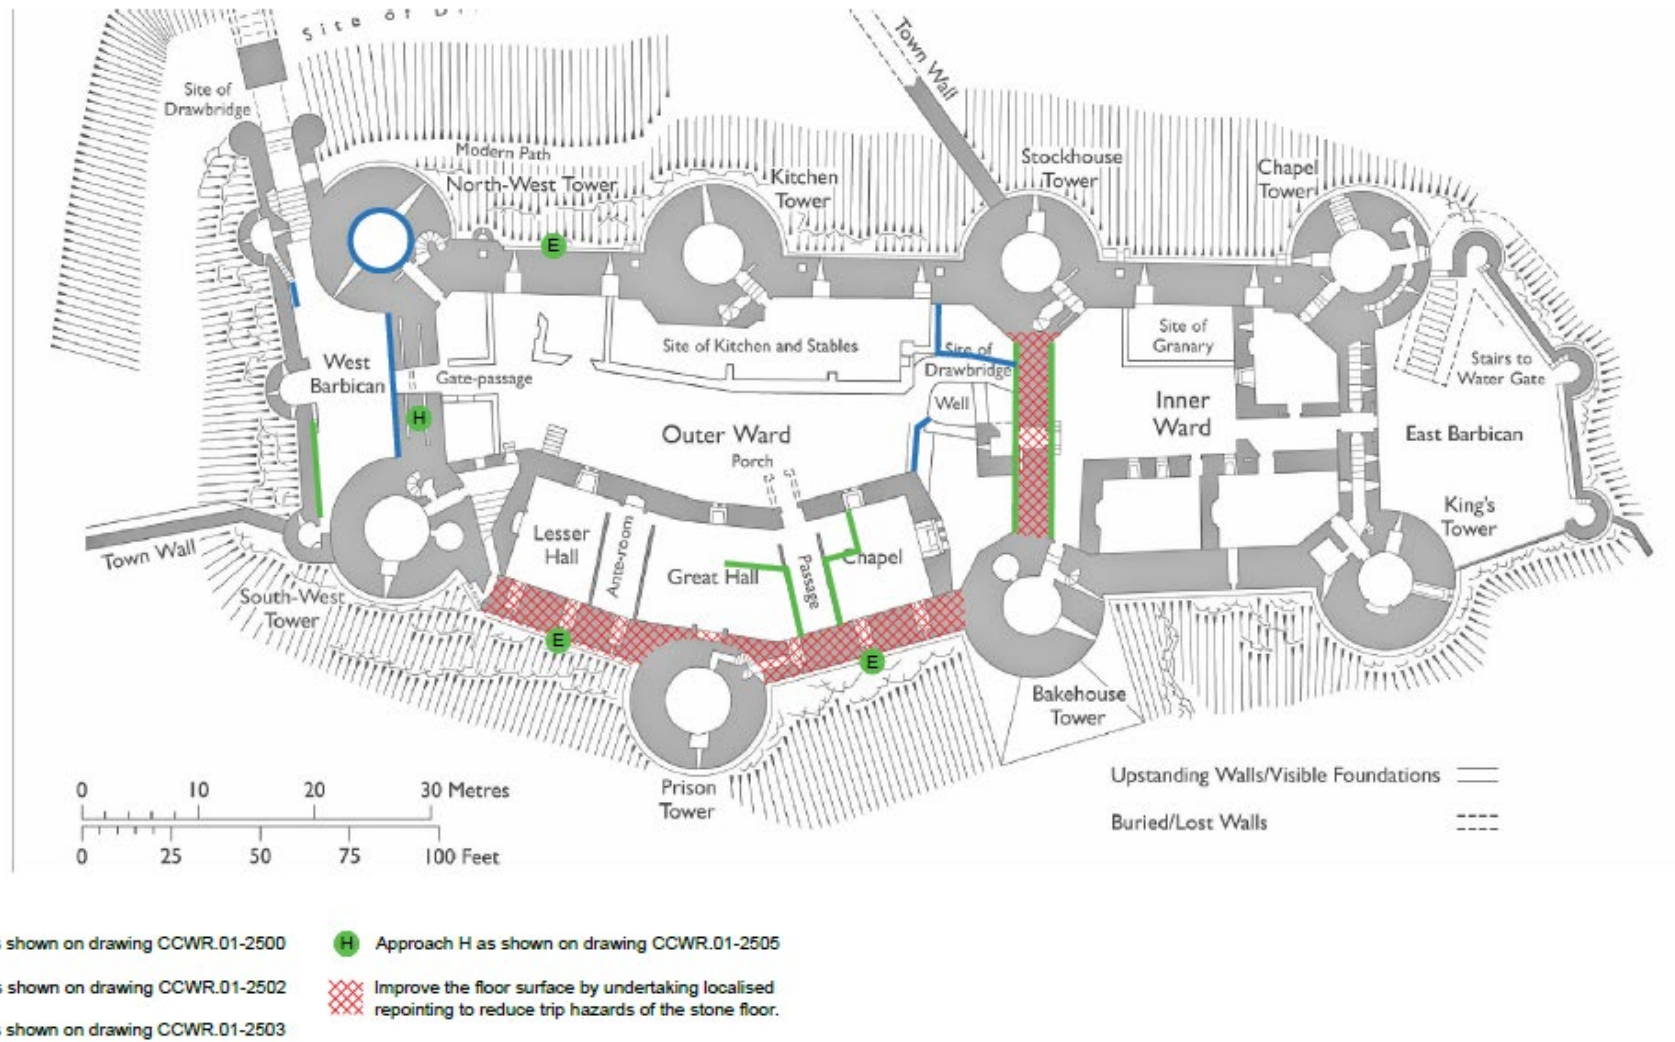 Site of
Site of
Drawbridge
Town Wall
Modern Path
North-West Tower
Kitchen
Tower
Stockhouse
Tower
Chapel
Tower
E
West
Barbican
Gate-passage
H
Site of Kitchen and Stables
Site of
Drawbridge
Well
Site of
Granary
Stairs to
Water Gate
Outer Ward
Porch
Inner
Ward
East Barbican
King's
Tower
Town Wall
Lesser
Hall
Ante-room
Great Hall
Passage
Chapel
South-West
Tower
E
E
Bakehouse
Tower
Prison
Tower
0 10 20 30 Metres
0 25 50 75 100 Feet
Upstanding Walls/Visible Foundations
Buried/Lost Walls
shown on drawing CCWR.01-2500
shown on drawing CCWR.01-2502
shown on drawing CCWR.01-2503
H Approach H as shown on drawing CCWR.01-2505
Improve the floor surface by undertaking localised
repointing to reduce trip hazards of the stone floor.